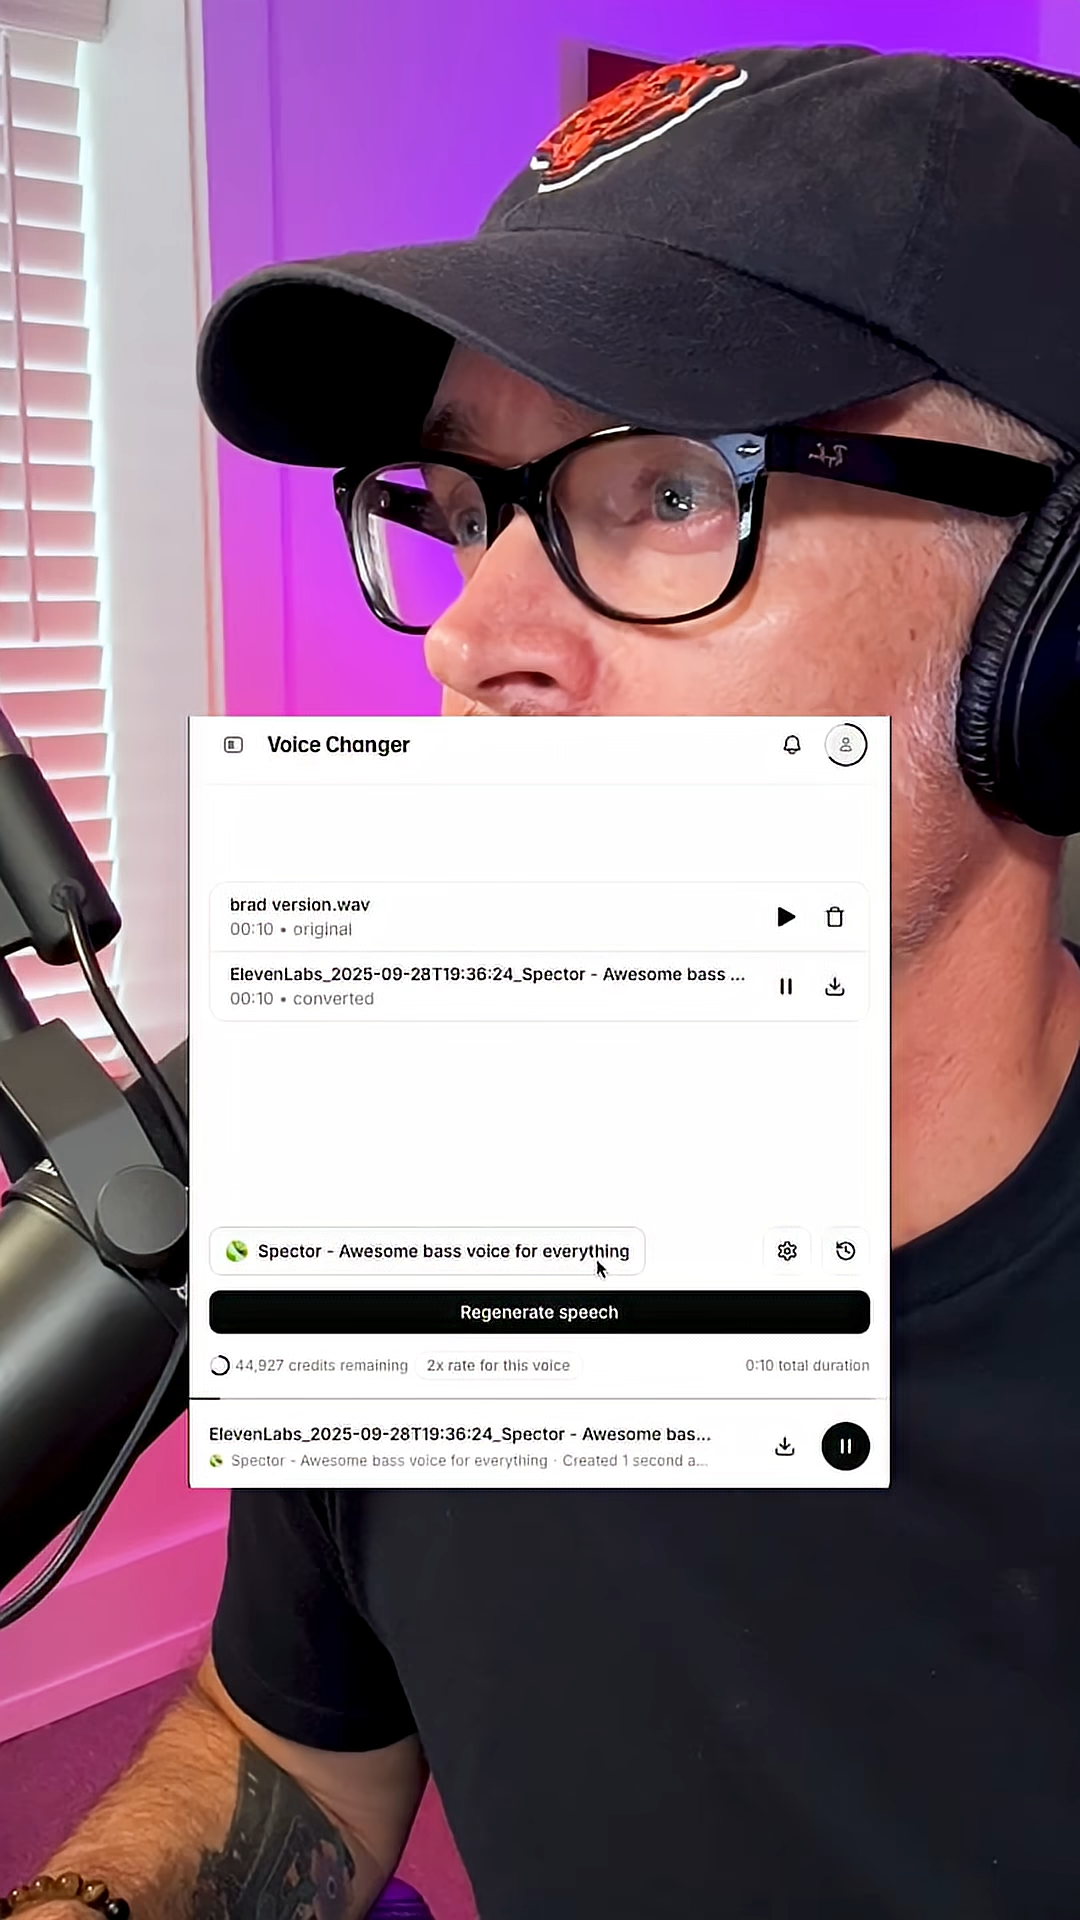 Ray-Ban
Voice Changer
brad version.wav
00:10 • original
ElevenLabs_2025-09-28T19:36:24_Spector - Awesome bass ...
00:10 • converted
Spector - Awesome bass voice for everything
Regenerate speech
44,927 credits remaining
2x rate for this voice
0:10 total duration
ElevenLabs_2025-09-28T19:36:24_Spector - Awesome bas...
Spector - Awesome bass voice for everything · Created 1 second a...